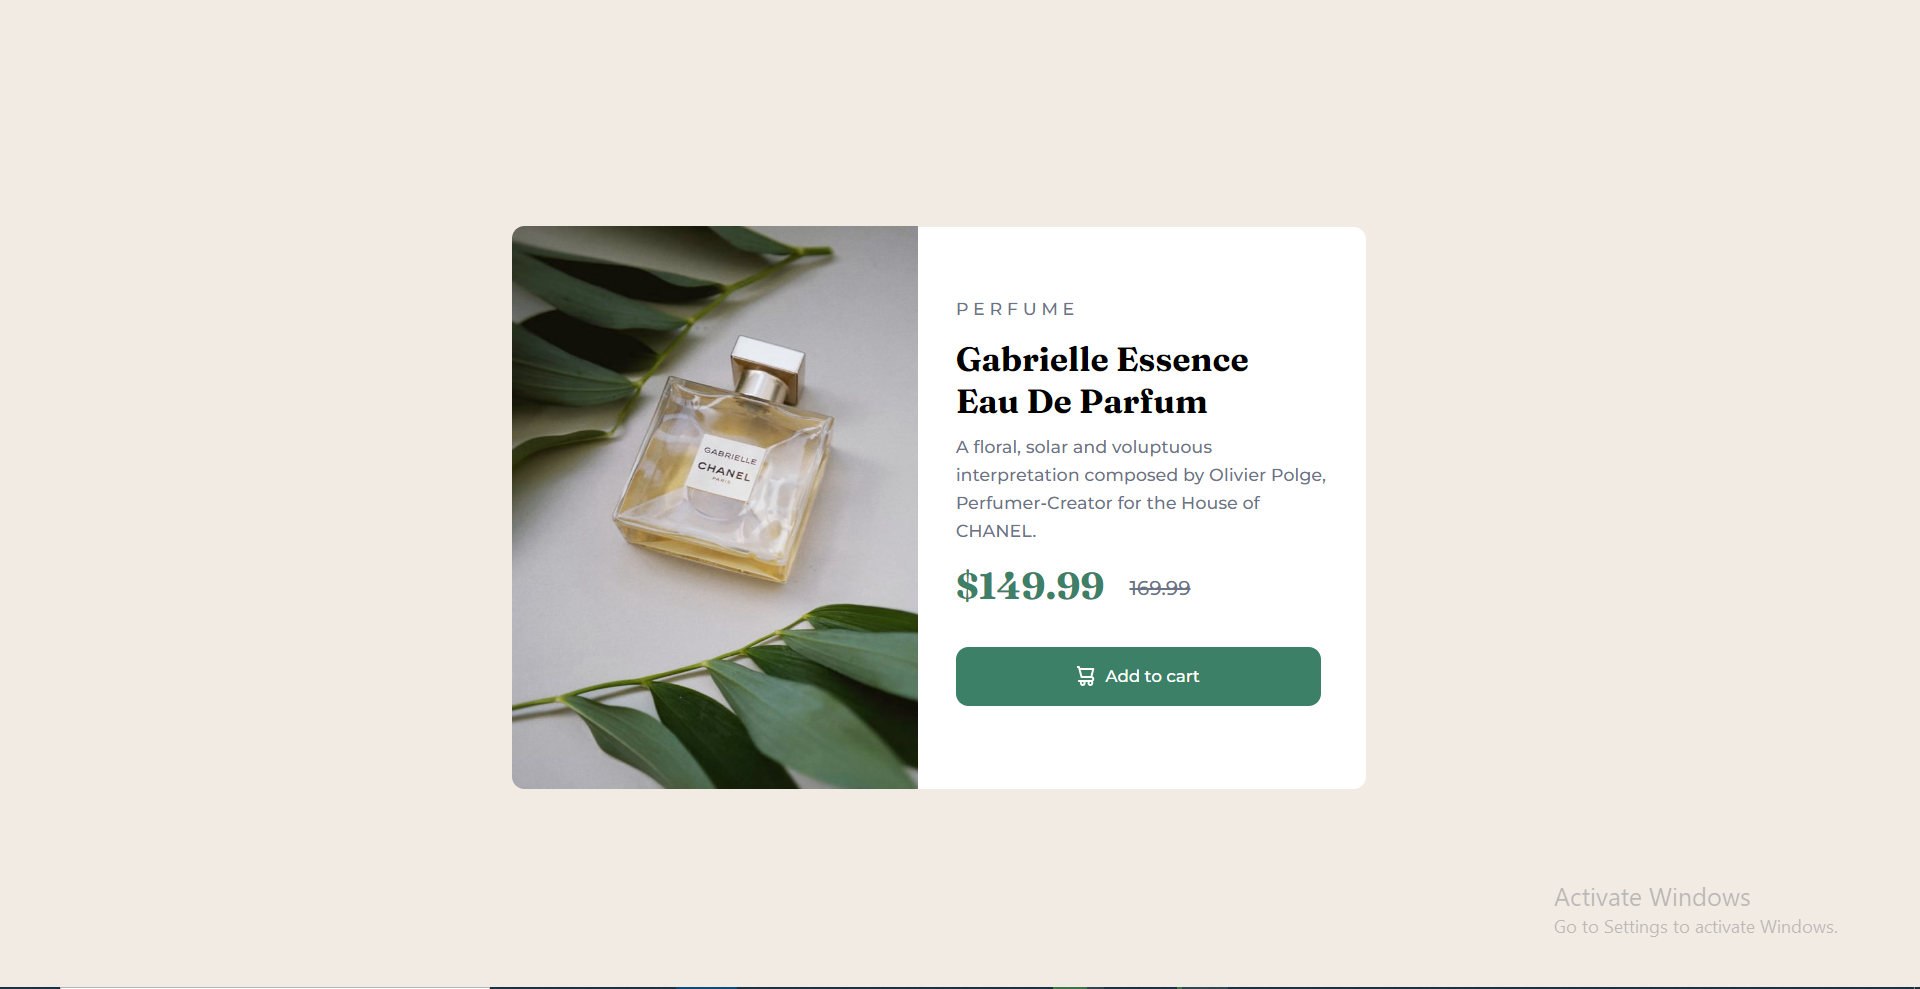 PERFUME
Gabrielle Essence
Eau De Parfum
A floral, solar and voluptuous
interpretation composed by Olivier Polge,
Perfumer-Creator for the House of
CHANEL.
$149.99 169.99
Add to cart
GABRIELLE
CHANEL
PARIS
Activate Windows
Go to Settings to activate Windows.